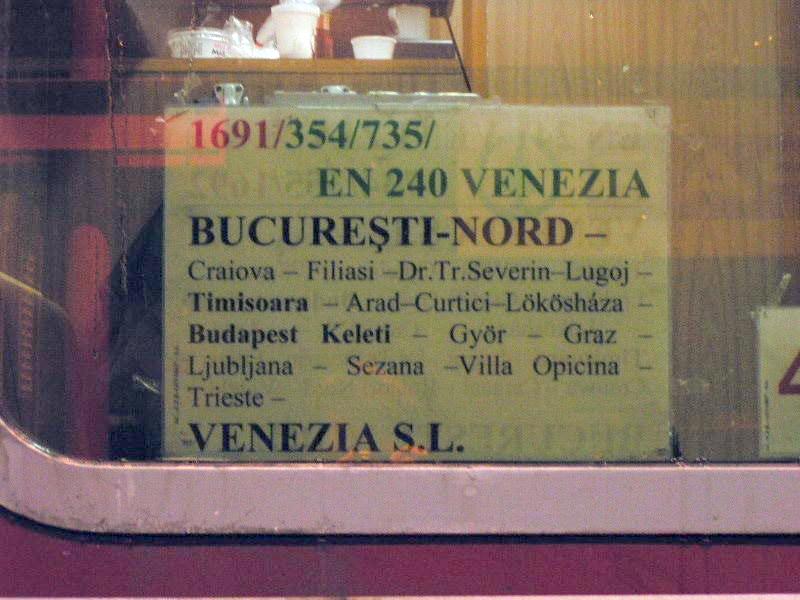 1691/354/735/
EN 240 VENEZIA
BUCUREŞTI-NORD –
Craiova – Filiasi –Dr.Tr.Severin–Lugoj –
Timisoara – Arad–Curtici–Lökösháza –
Budapest Keleti – Györ – Graz –
Ljubljana – Sezana –Villa Opicina –
Trieste –
VENEZIA S.L.